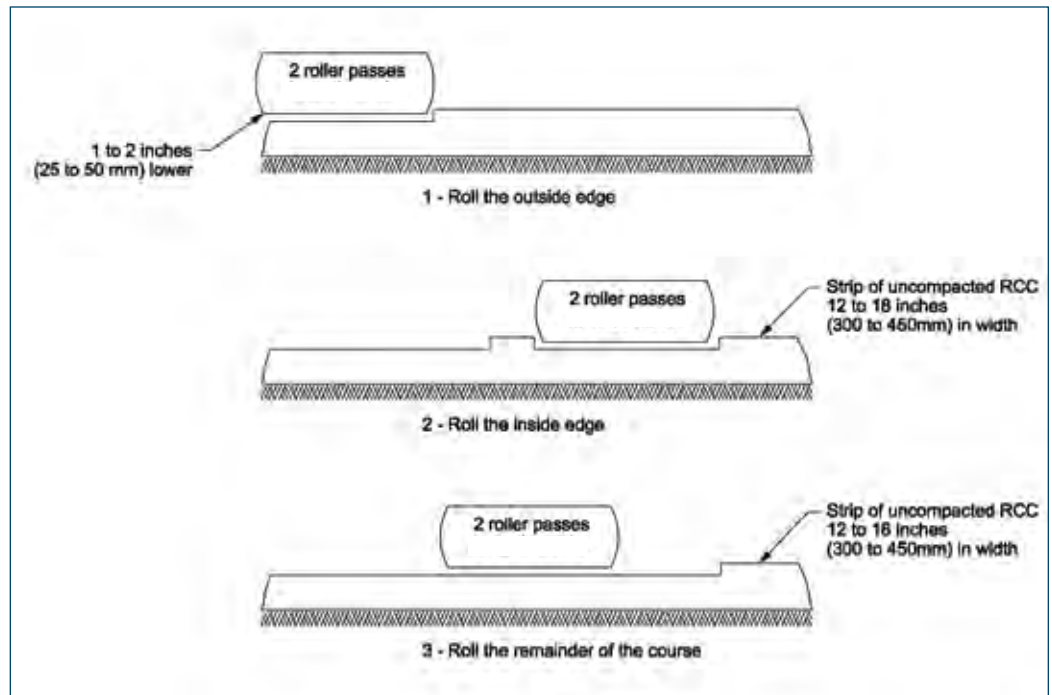 2 roller passes
1 to 2 inches
(25 to 50 mm) lower
1 - Roll the outside edge
2 roller passes
Strip of uncompacted RCC
12 to 18 inches
(300 to 450mm) in width
2 - Roll the inside edge
2 roller passes
Strip of uncompacted RCC
12 to 18 inches
(300 to 450mm) in width
3 - Roll the remainder of the course